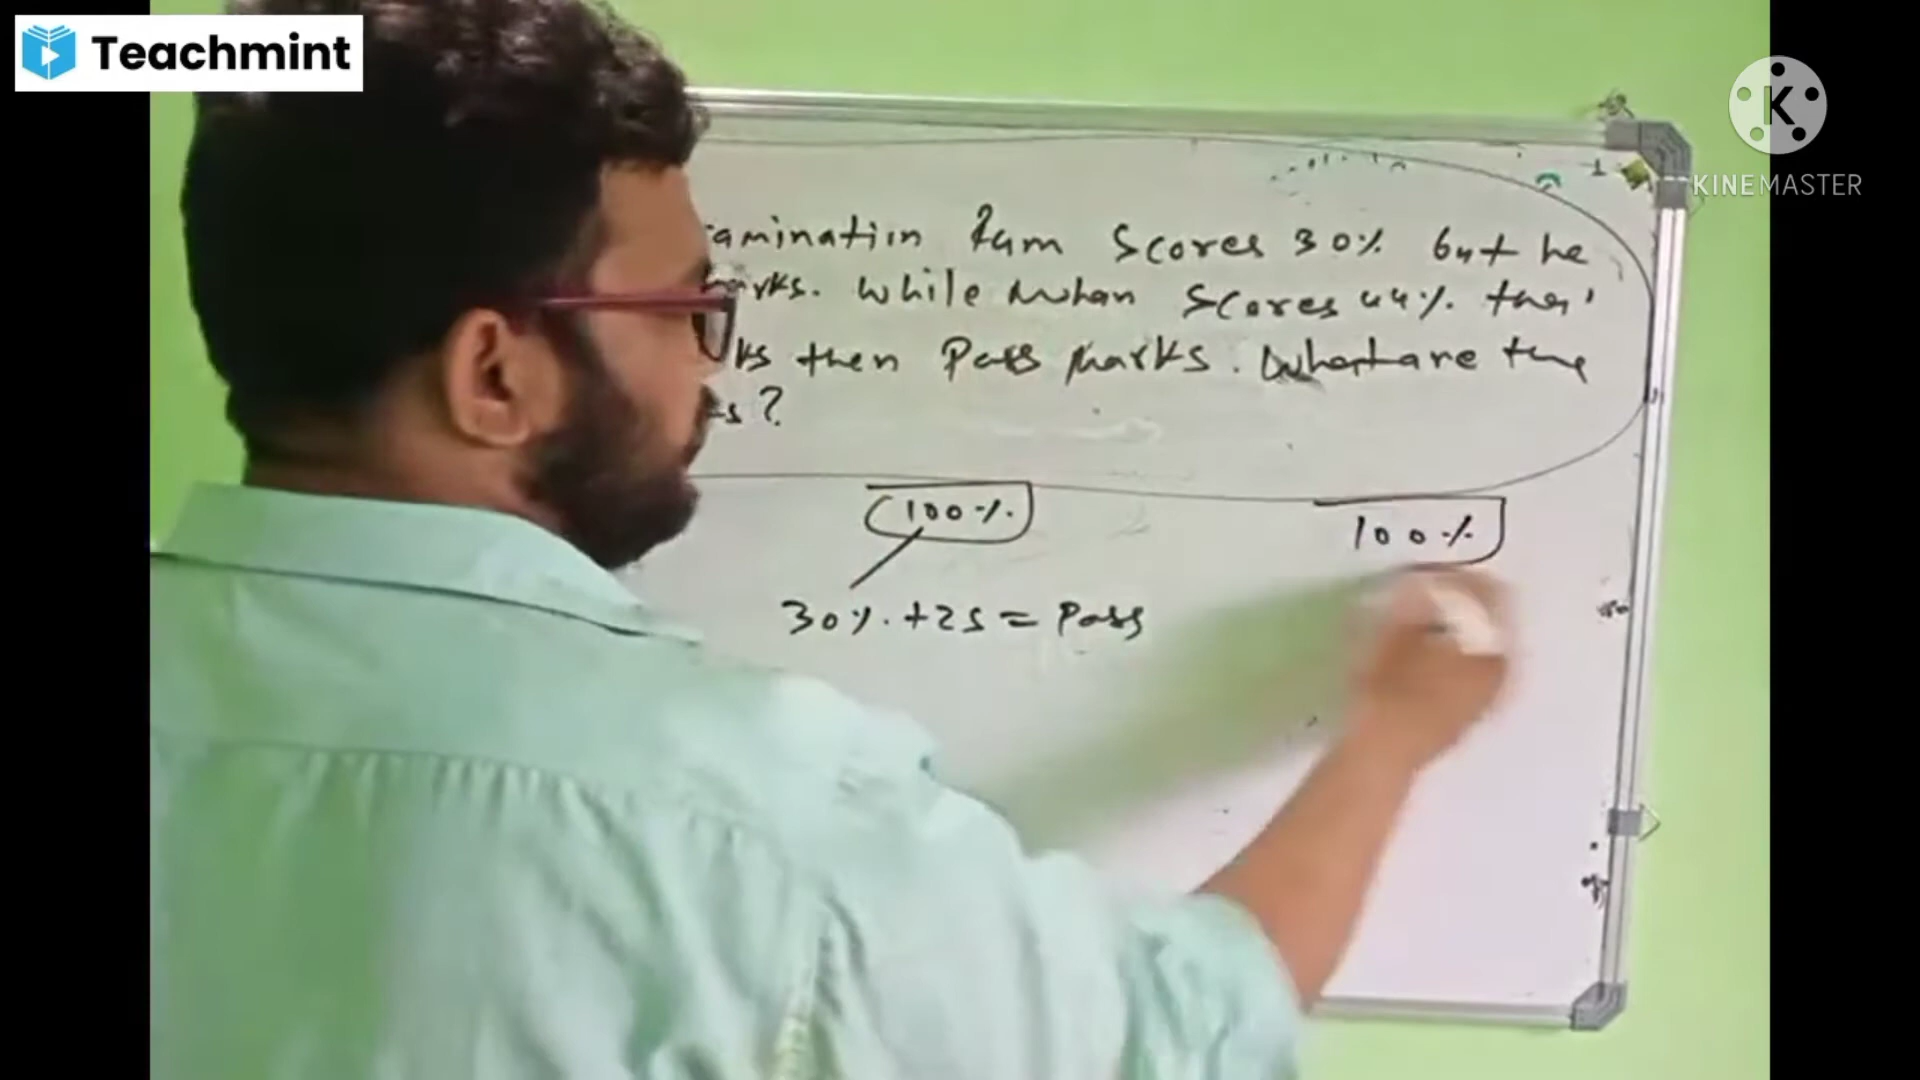 Teachmint
KINEMASTER
amination Ram Scores 30% but he
marks. while Mohan Scores 44% then
ks then Pass Marks. What are the
ks?
100%
100%
30% + 25 = Pass